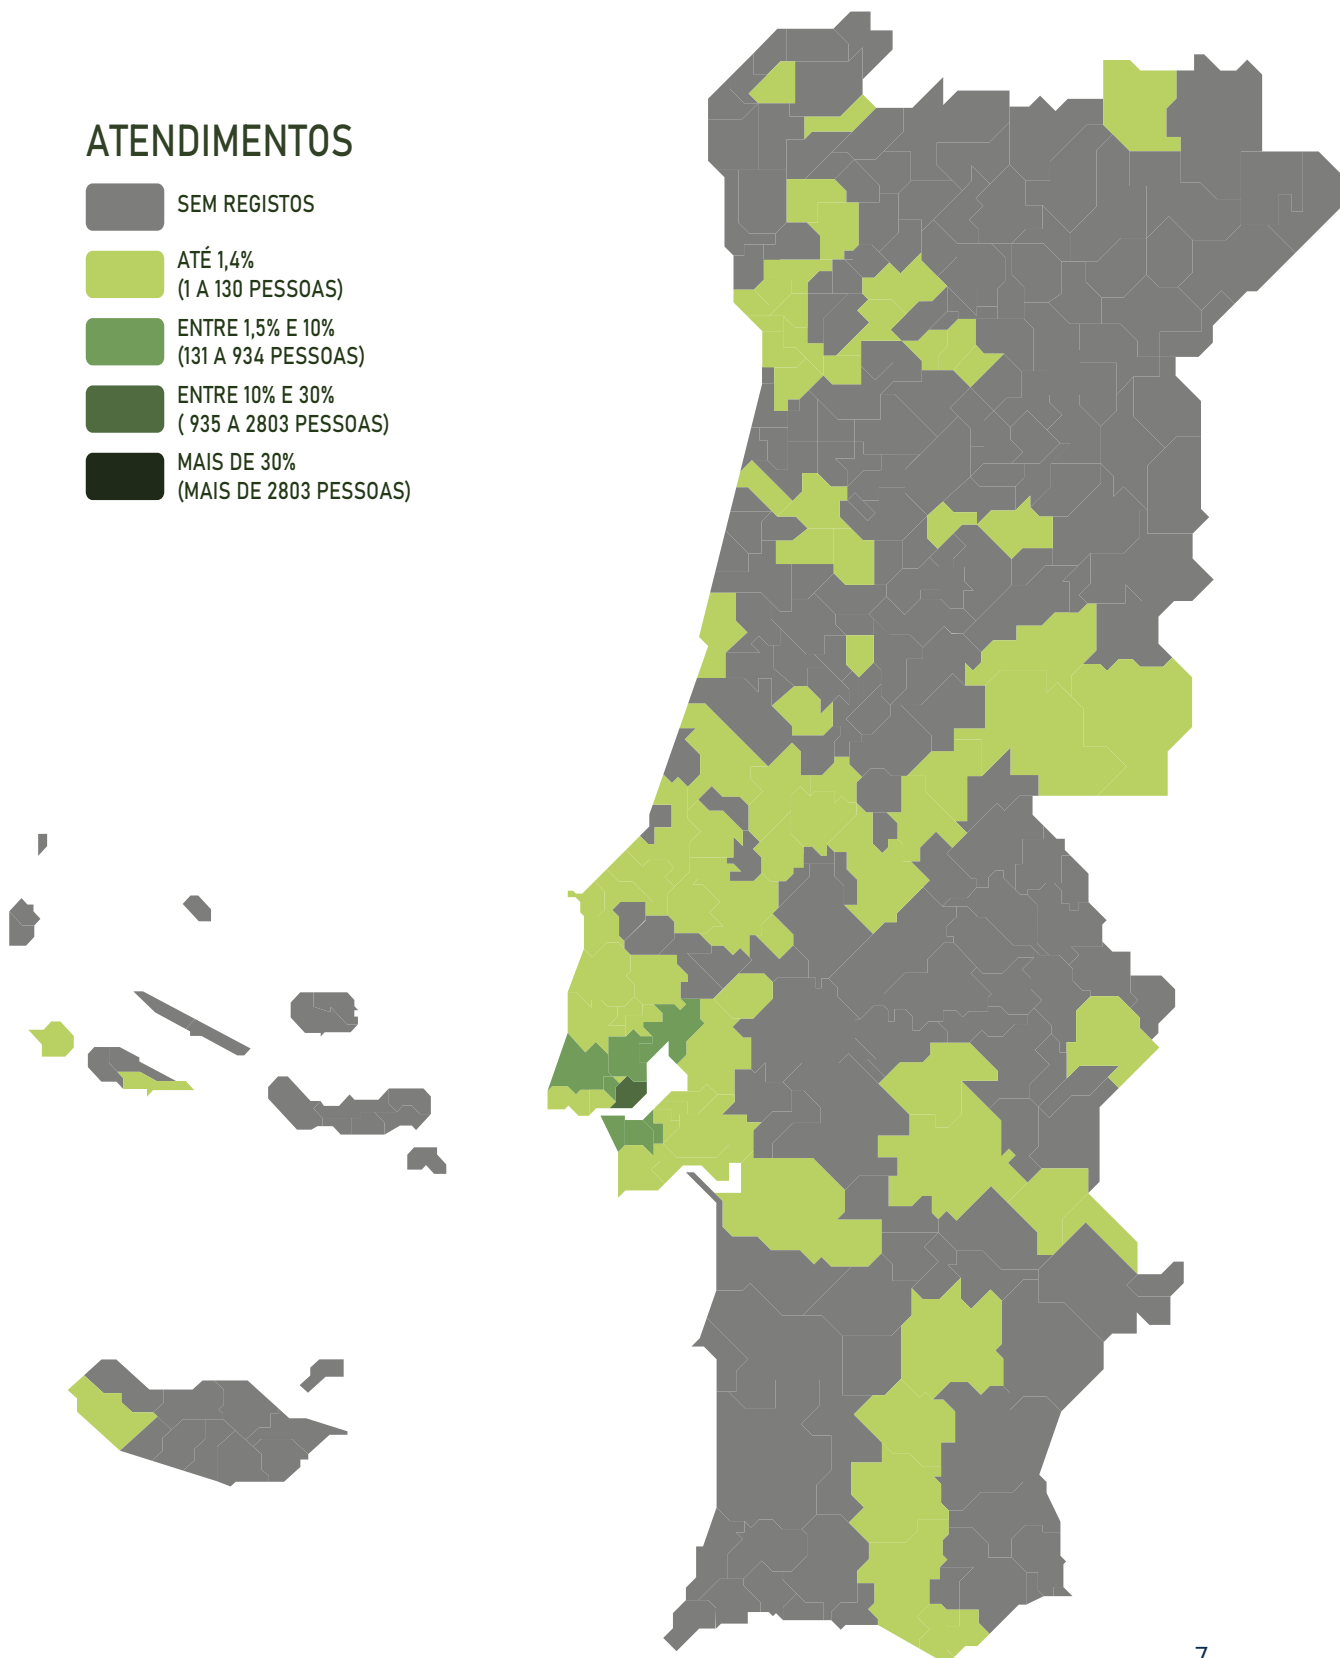 ATENDIMENTOS
SEM REGISTOS
ATÉ 1,4%
(1 A 130 PESSOAS)
ENTRE 1,5% E 10%
(131 A 934 PESSOAS)
ENTRE 10% E 30%
( 935 A 2803 PESSOAS)
MAIS DE 30%
(MAIS DE 2803 PESSOAS)
7